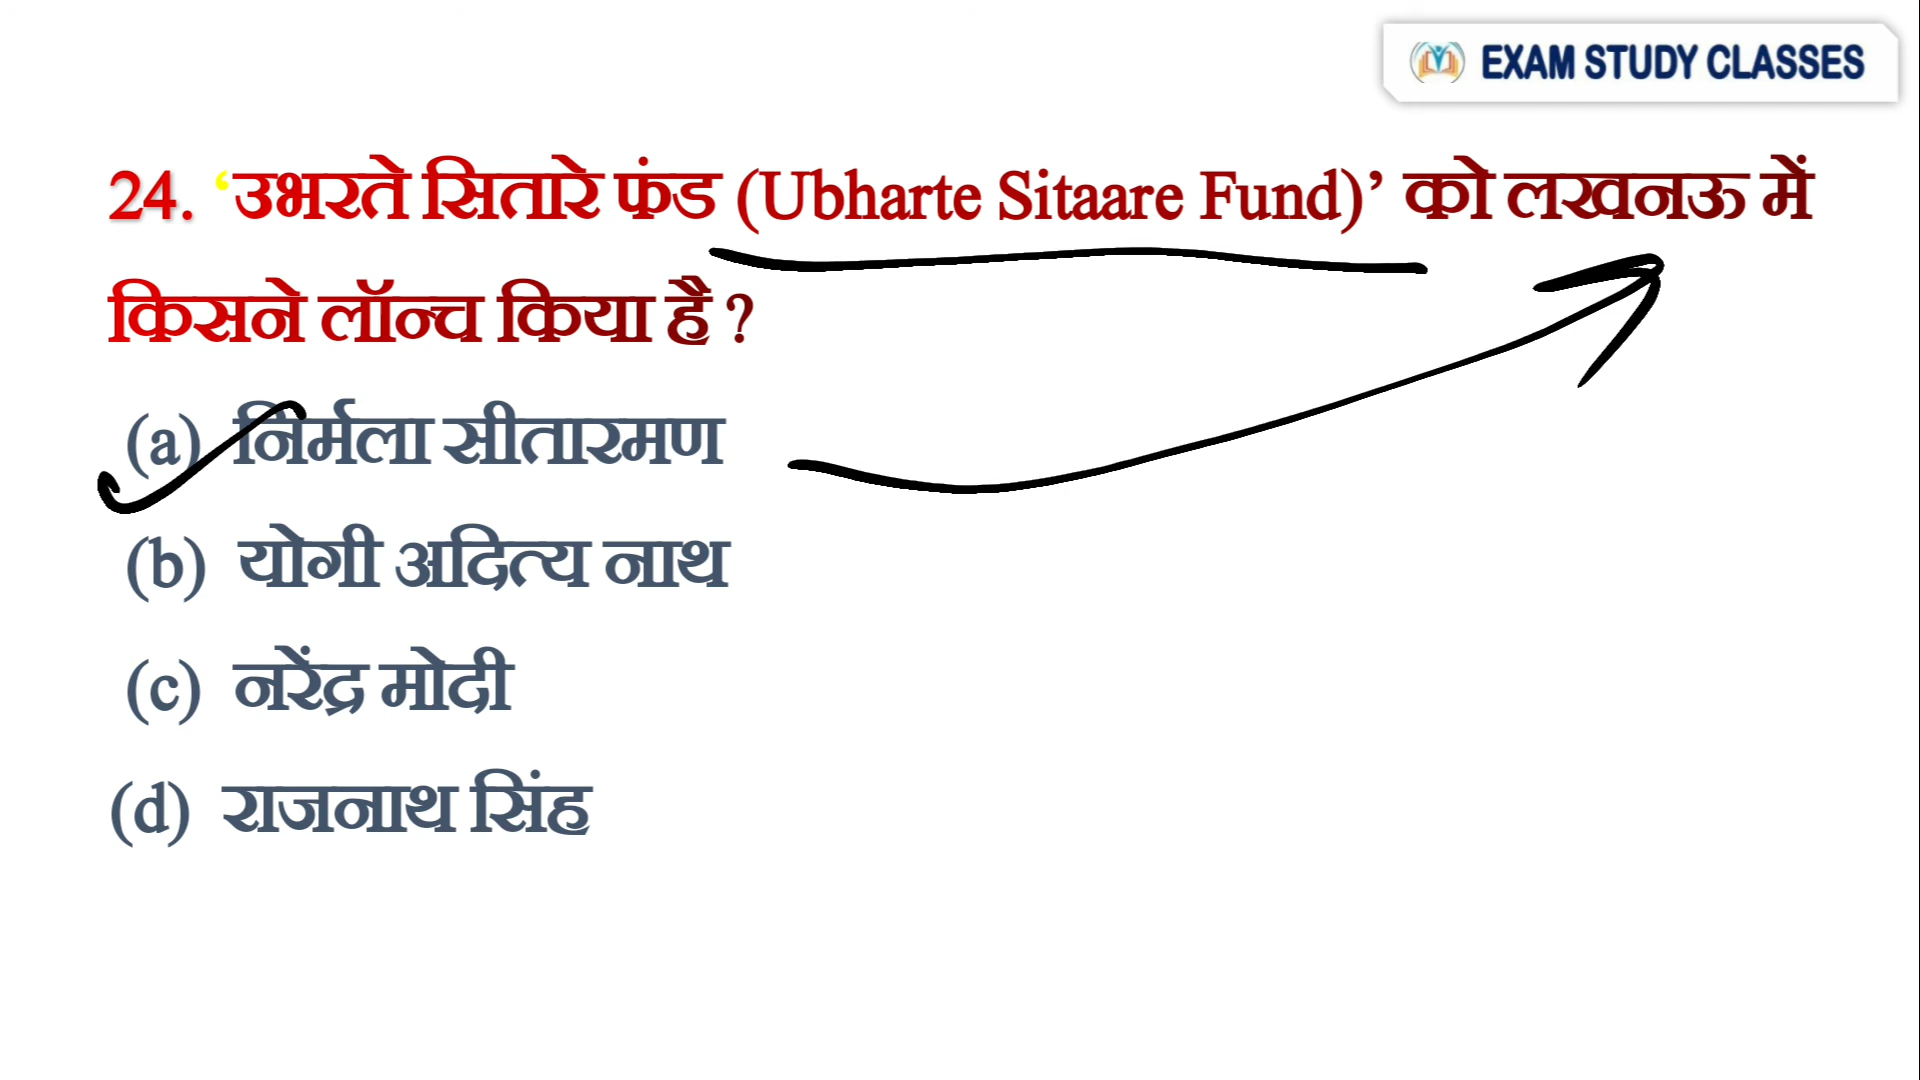 EXAM STUDY CLASSES
24. ‘उभरते सितारे फंड (Ubharte Sitaare Fund)’ को लखनऊ में
किसने लॉन्च किया है ?
(a) निर्मला सीतारमण
(b) योगी अदित्य नाथ
(c) नरेंद्र मोदी
(d) राजनाथ सिंह